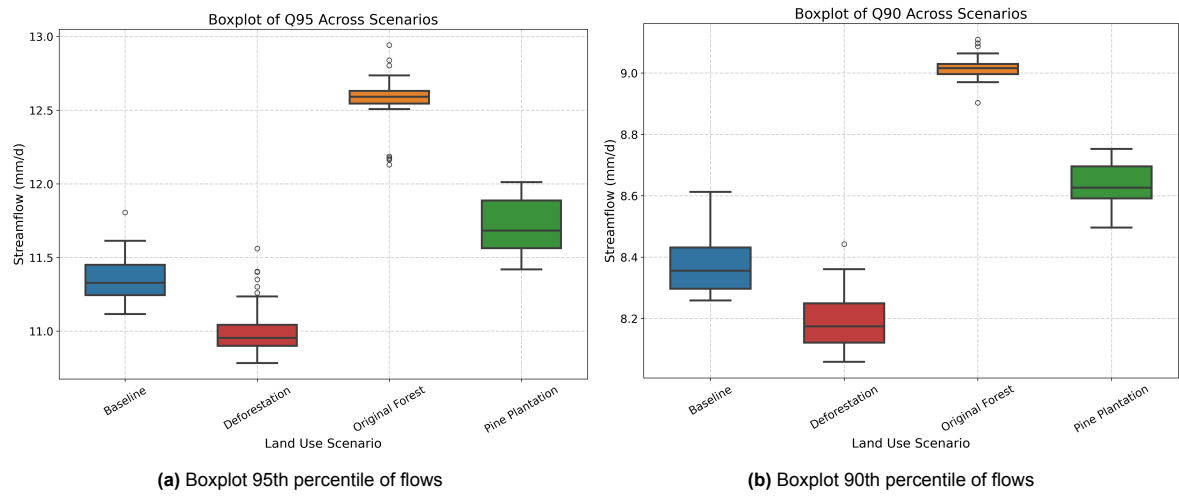 Boxplot of Q95 Across Scenarios
13.0
12.5
12.0
11.5
11.0
Streamflow (mm/d)
Baseline
Deforestation
Original Forest
Pine Plantation
Land Use Scenario
(a) Boxplot 95th percentile of flows
Boxplot of Q90 Across Scenarios
9.0
8.8
8.6
8.4
8.2
Streamflow (mm/d)
Baseline
Deforestation
Original Forest
Pine Plantation
Land Use Scenario
(b) Boxplot 90th percentile of flows